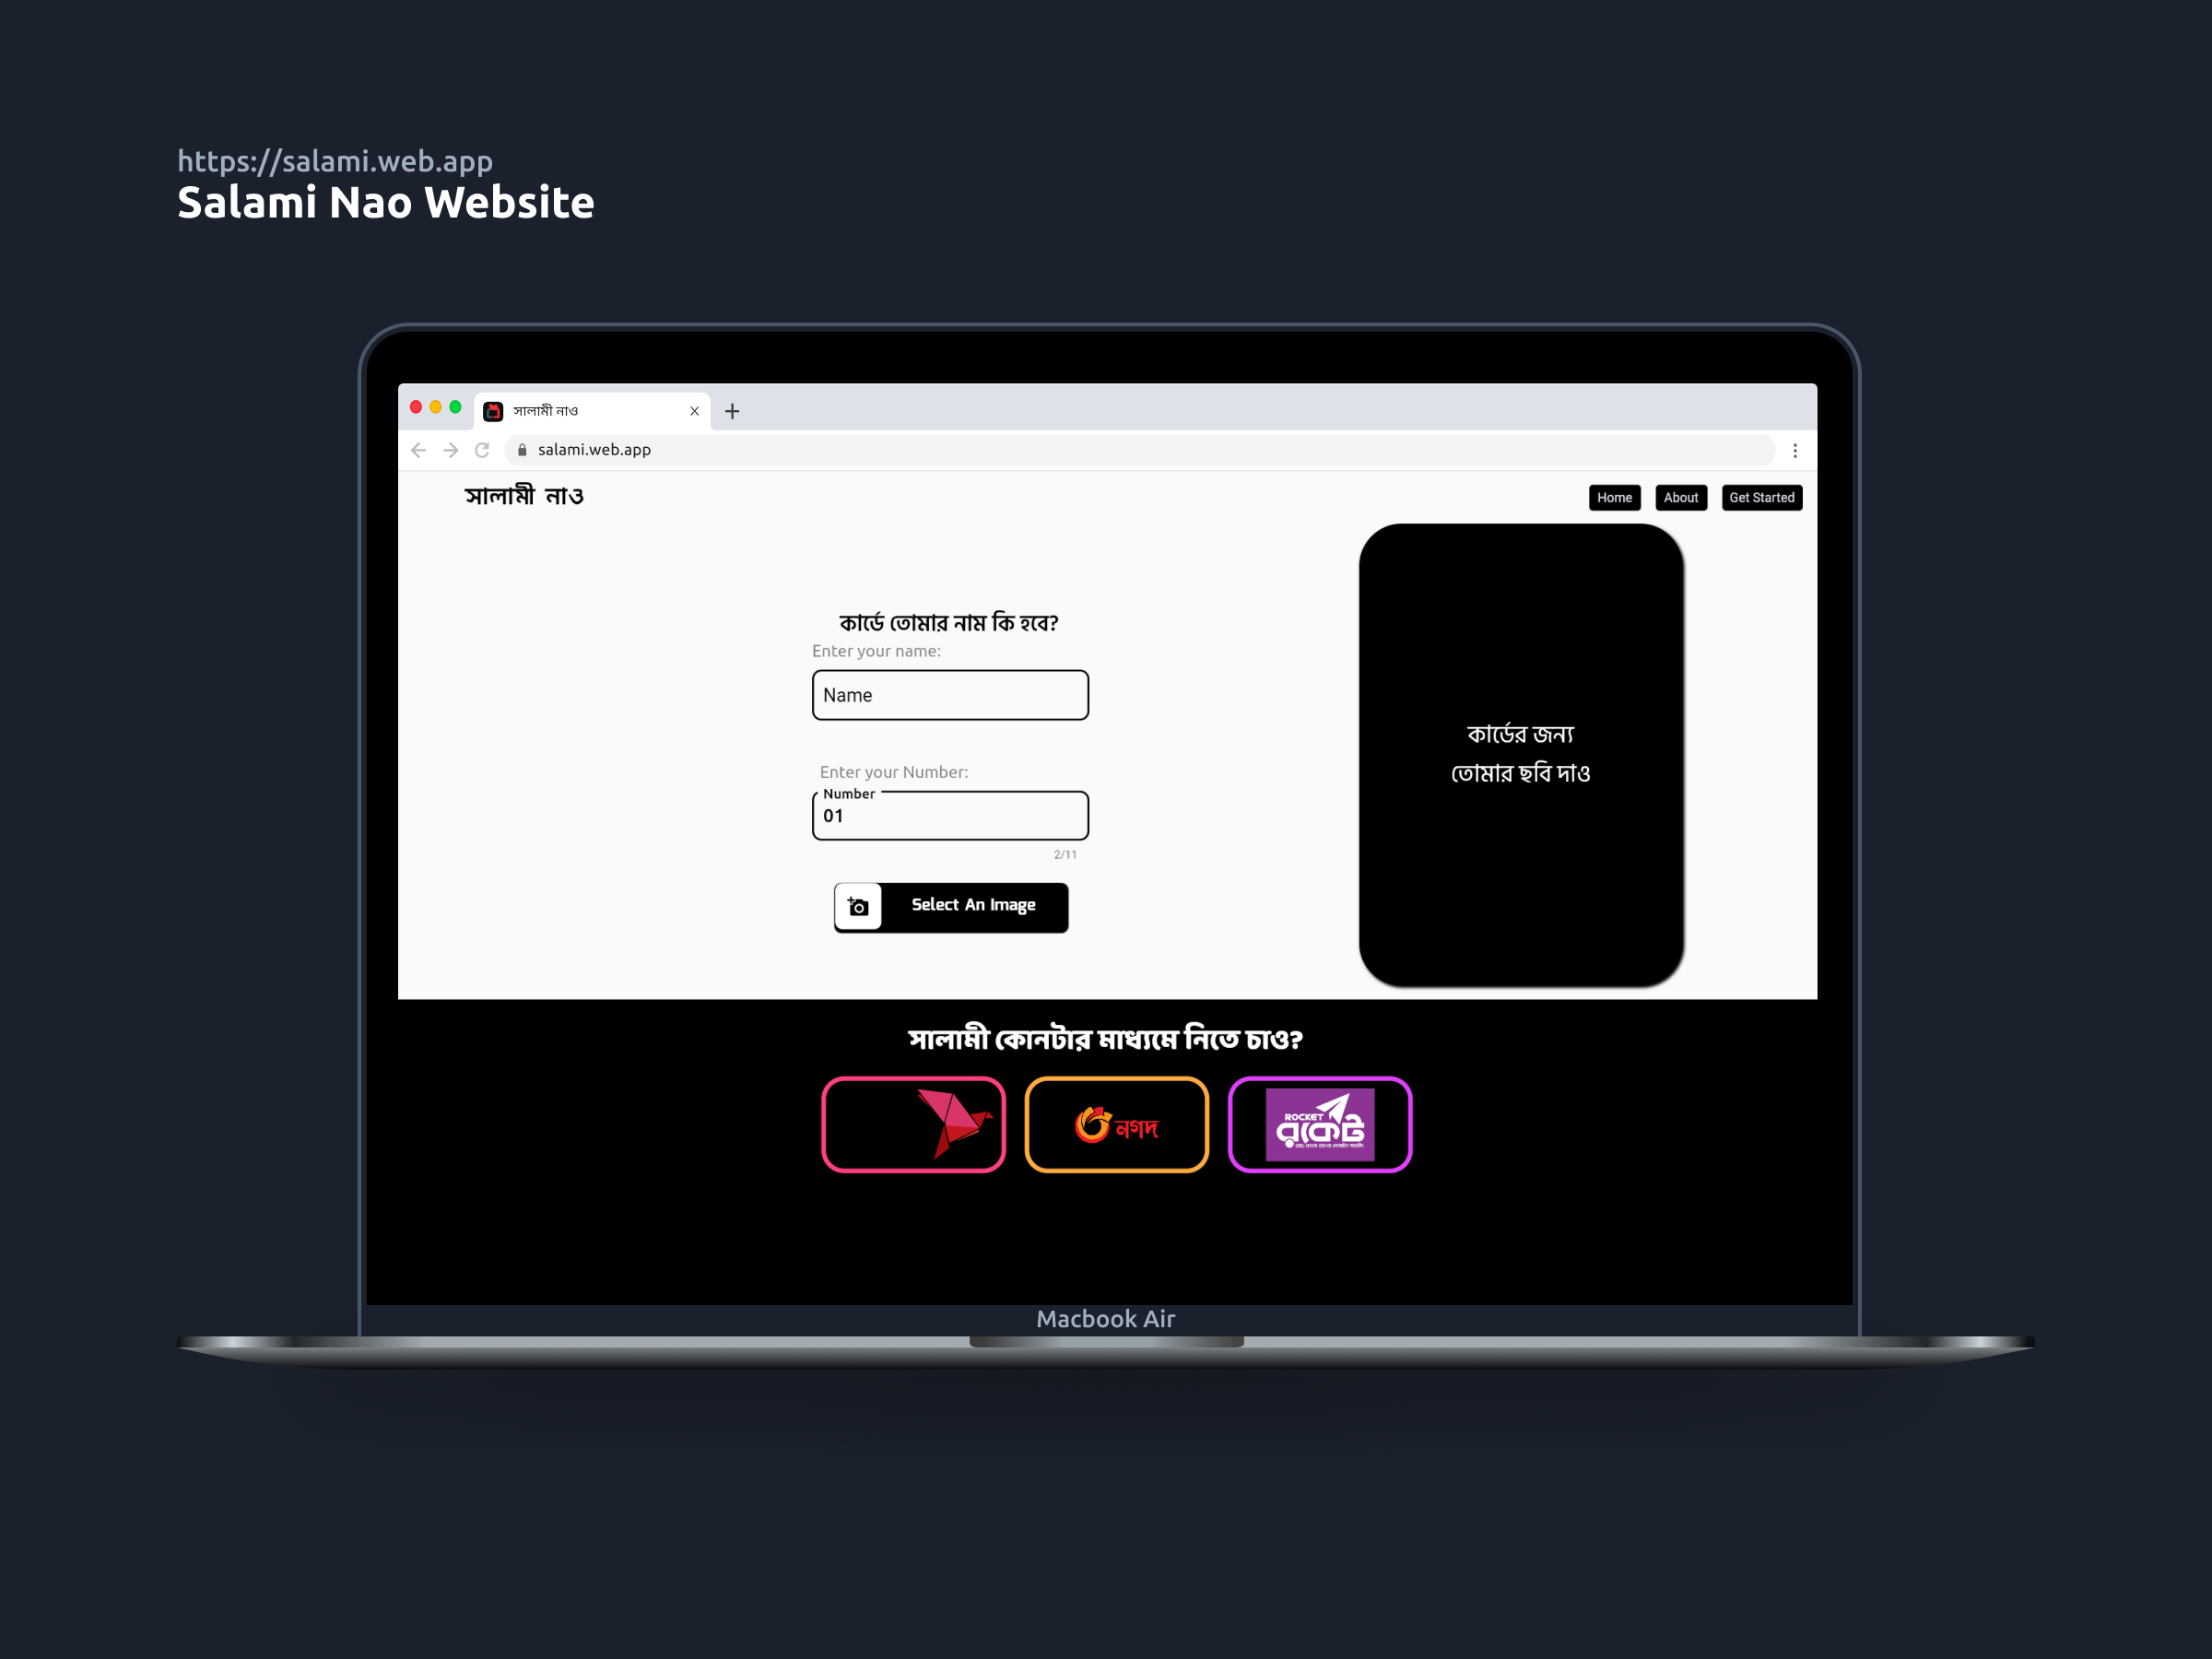 https://salami.web.app
Salami Nao Website
সালামী নাও
salami.web.app
সালামী নাও
Home
About
Get Started
কার্ডে তোমার নাম কি হবে?
Enter your name:
Name
Enter your Number:
Number
01
2/11
Select An Image
কার্ডের জন্য
তোমার ছবি দাও
সালামী কোনটার মাধ্যমে নিতে চাও?
নগদ
ROCKET
রকেট
Macbook Air